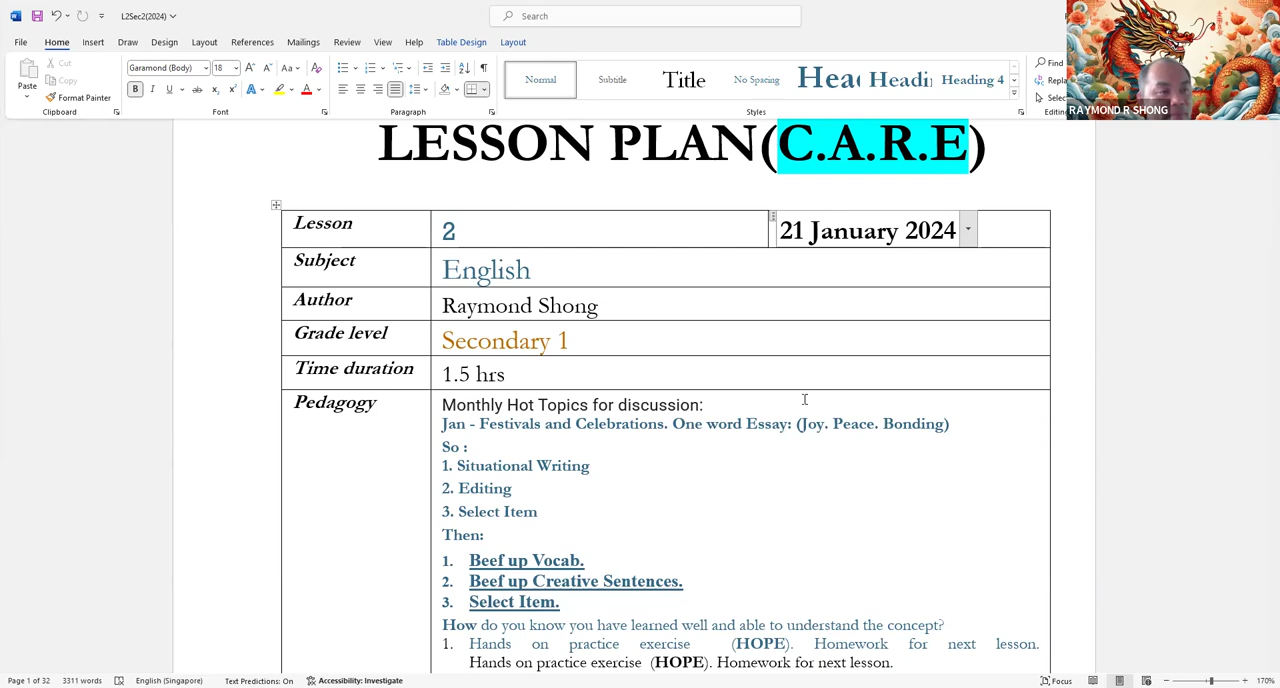 L2Sec2(2024)
Search
File Home Insert Draw Design Layout References Mailings Review View Help Table Design Layout
Paste
Cut
Copy
Format Painter
Clipboard
Garamond (Body) 18
Font
Paragraph
Normal Subtitle Title No Spacing Head Headi Heading 4
Styles
Find
Repla
Selec
Editing
RAYMOND R SHONG
LESSON PLAN(C.A.R.E)
Lesson 2 21 January 2024
Subject English
Author Raymond Shong
Grade level Secondary 1
Time duration 1.5 hrs
Pedagogy Monthly Hot Topics for discussion:
Jan - Festivals and Celebrations. One word Essay: (Joy. Peace. Bonding)
So :
1. Situational Writing
2. Editing
3. Select Item
Then:
1. Beef up Vocab.
2. Beef up Creative Sentences.
3. Select Item.
How do you know you have learned well and able to understand the concept?
1. Hands on practice exercise (HOPE). Homework for next lesson.
Hands on practice exercise (HOPE). Homework for next lesson.
Page 1 of 32 3311 words English (Singapore) Text Predictions: On Accessibility: Investigate Focus 170%